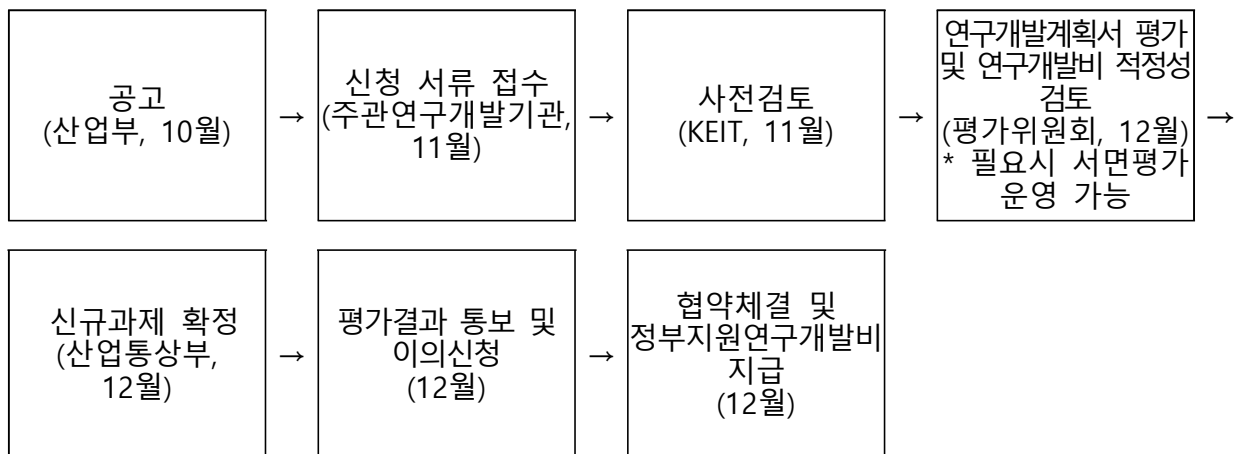 공고
(산업부, 10월)
→
신청 서류 접수
(주관연구개발기관,
11월)
→
사전검토
(KEIT, 11월)
→
연구개발계획서 평가
및 연구개발비 적정성
검토
(평가위원회, 12월)
* 필요시 서면평가
운영 가능
→
신규과제 확정
(산업통상부,
12월)
→
평가결과 통보 및
이의신청
(12월)
→
협약체결 및
정부지원연구개발비
지급
(12월)